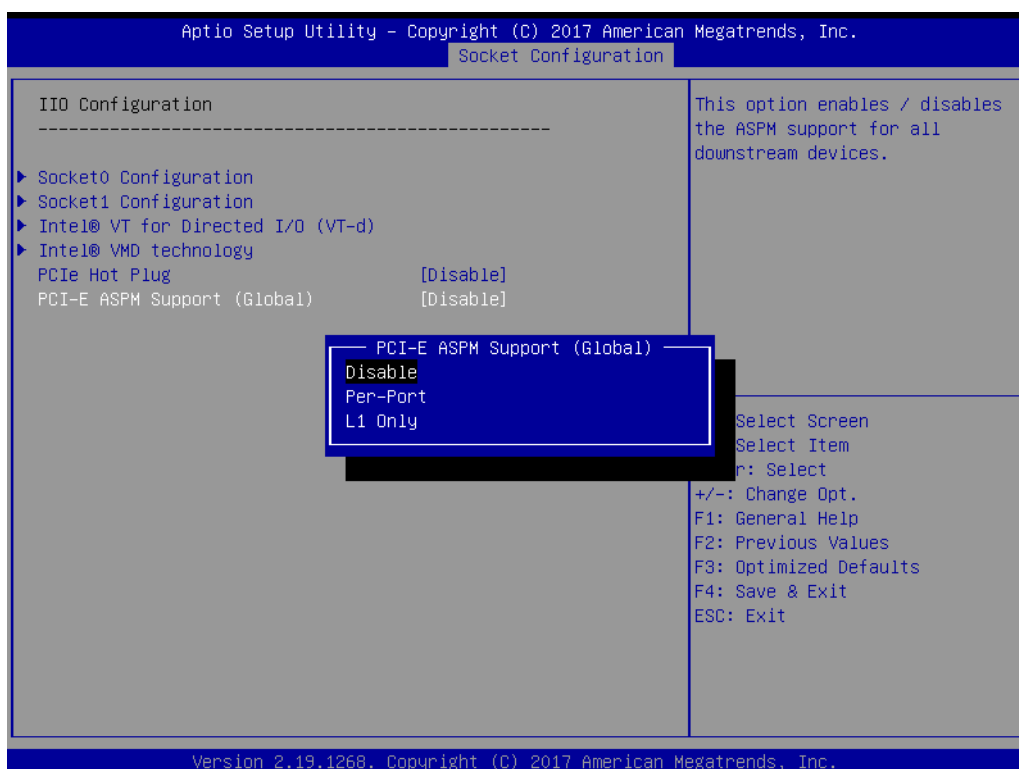 Aptio Setup Utility – Copyright (C) 2017 American Megatrends, Inc.
Socket Configuration
IIO Configuration
--------------------------------------------------
Socket0 Configuration
Socket1 Configuration
Intel® VT for Directed I/O (VT-d)
Intel® VMD technology
PCIe Hot Plug [Disable]
PCI-E ASPM Support (Global) [Disable]
This option enables / disables
the ASPM support for all
downstream devices.
PCI-E ASPM Support (Global)
Disable
Per-Port
L1 Only
Select Screen
Select Item
r: Select
+/-: Change Opt.
F1: General Help
F2: Previous Values
F3: Optimized Defaults
F4: Save & Exit
ESC: Exit
Version 2.19.1268. Copyright (C) 2017 American Megatrends, Inc.